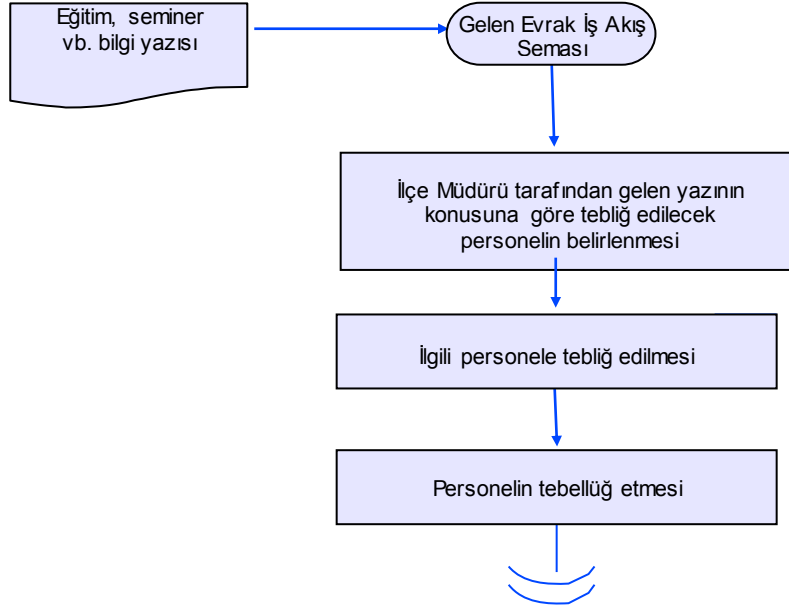 Eğitim, seminer
vb. bilgi yazısı
Gelen Evrak İş Akış
Seması
İlçe Müdürü tarafından gelen yazının
konusuna göre tebliğ edilecek
personelin belirlenmesi
İlgili personele tebliğ edilmesi
Personelin tebellüğ etmesi